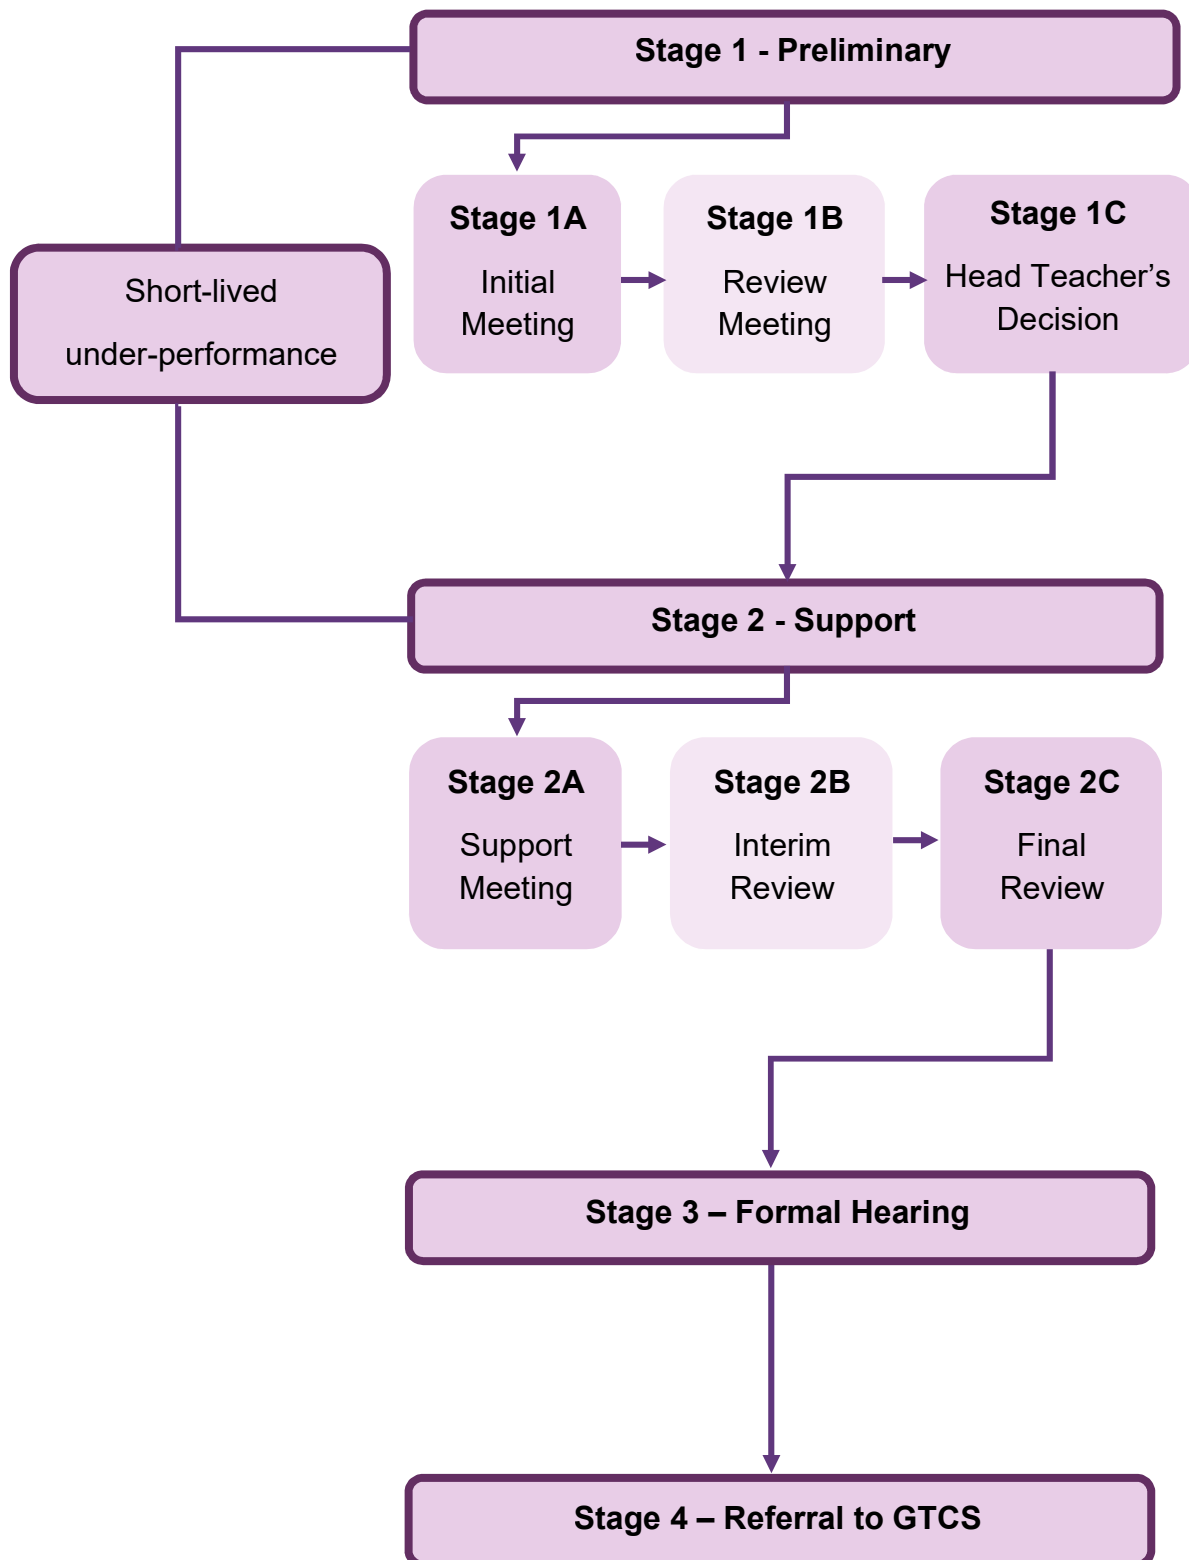 Stage 1 - Preliminary
Stage 1A
Initial
Meeting
Stage 1B
Review
Meeting
Stage 1C
Head Teacher’s
Decision
Short-lived
under-performance
Stage 2 - Support
Stage 2A
Support
Meeting
Stage 2B
Interim
Review
Stage 2C
Final
Review
Stage 3 – Formal Hearing
Stage 4 – Referral to GTCS